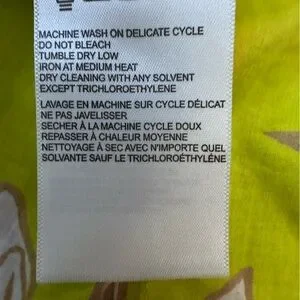 MACHINE WASH ON DELICATE CYCLE
DO NOT BLEACH
TUMBLE DRY LOW
IRON AT MEDIUM HEAT
DRY CLEANING WITH ANY SOLVENT
EXCEPT TRICHLOROETHYLENE
LAVAGE EN MACHINE SUR CYCLE DÉLICAT
NE PAS JAVELISSER
SECHER À LA MACHINE CYCLE DOUX
REPASSER À CHALEUR MOYENNE
NETTOYAGE À SEC AVEC N'IMPORTE QUEL
SOLVANTE SAUF LE TRICHLOROÉTHYLÉNE